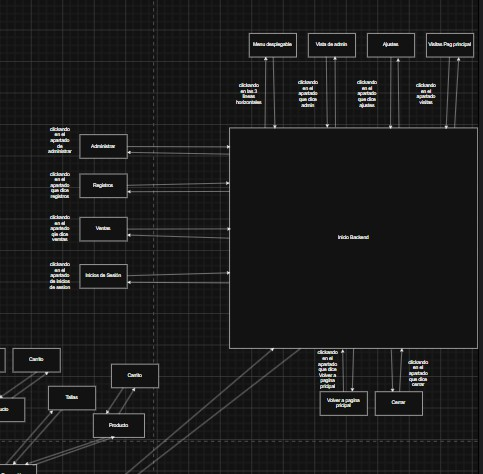 Menu desplegable
Vista de admin
Ajustes
Visitas Pag principal
clickando
en las 3
lineas
horizontales
clickando
en el
apartado
que dice
admin
clickando
en el
apartado
que dice
ajustes
clickando
en el
apartado
visitas
clickando
en el
apartado
de
administrar
Administrar
clickando
en el
apartado
que dice
registros
Registros
clickando
en el
apartado
qie dice
ventas
Ventas
clickando
en el
apartado
de inicios
de sesion
Inicios de Sesión
Inicio Backend
clickando
en el
apartado
que dice
Volver a
pagina
pricipal
Volver a pagina
pricipal
clickando
en el
apartado
que dice
cerrar
Cerrar
Carrito
Carrito
Tallas
Producto